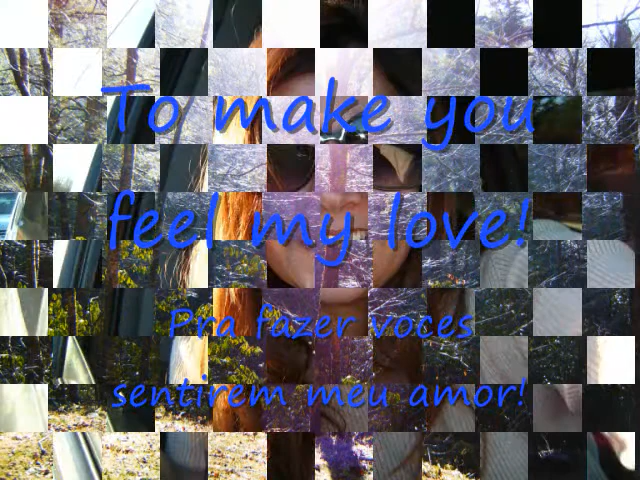 To make you
feel my love!
Pra fazer voces
sentirem meu amor!